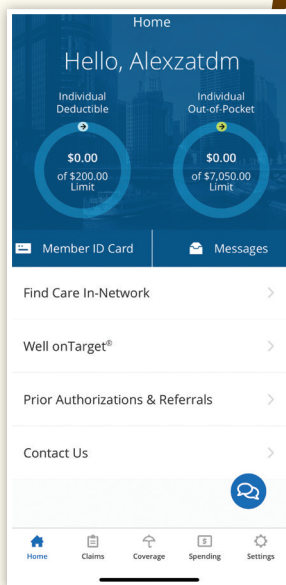 Home
Hello, Alexzatdm
Individual
Deductible
Individual
Out-of-Pocket
$0.00
of $200.00
Limit
$0.00
of $7,050.00
Limit
Member ID Card
Messages
Find Care In-Network
Well onTarget®
Prior Authorizations & Referrals
Contact Us
Home
Claims
Coverage
Spending
Settings